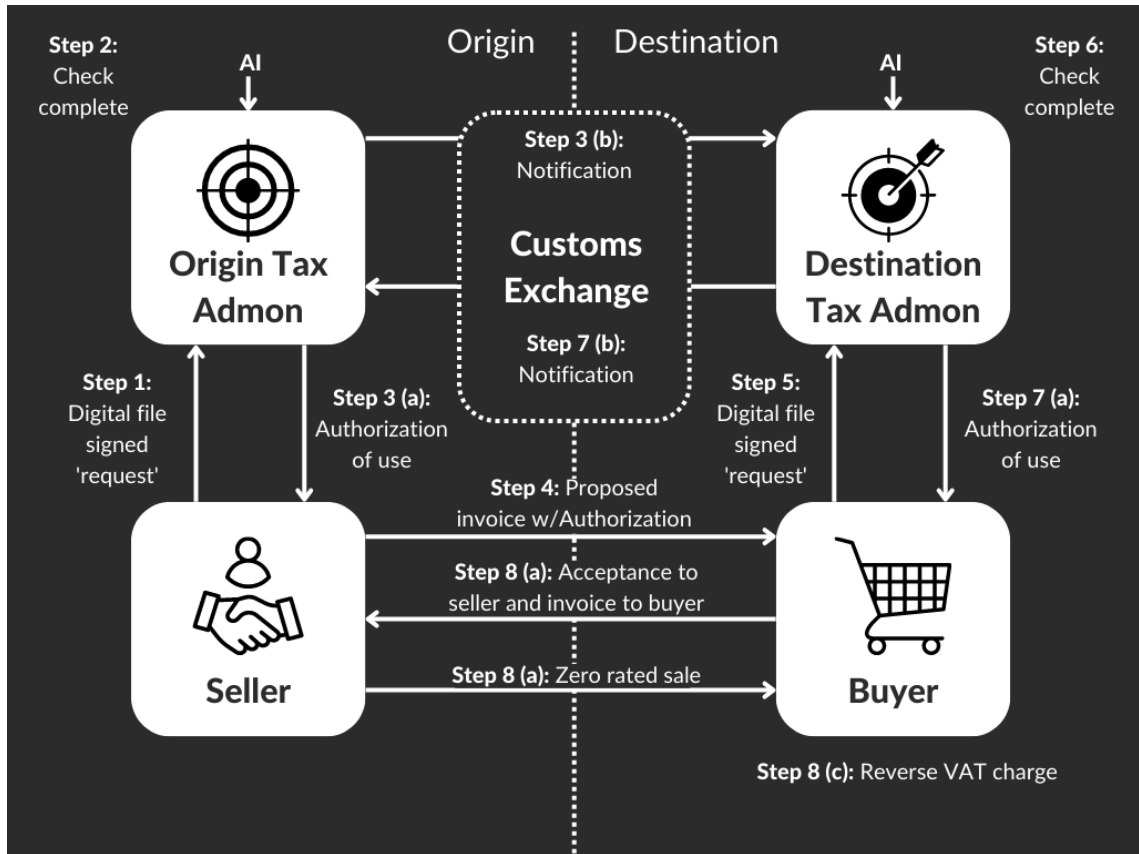 Origin
Destination
Step 2:
Check
complete
AI
AI
Step 6:
Check
complete
Step 3 (b):
Notification
Origin Tax
Admon
Customs
Exchange
Destination
Tax Admon
Step 7 (b):
Notification
Step 1:
Digital file
signed
'request'
Step 3 (a):
Authorization
of use
Step 5:
Digital file
signed
'request'
Step 7 (a):
Authorization
of use
Step 4: Proposed
invoice w/Authorization
Step 8 (a): Acceptance to
seller and invoice to buyer
Step 8 (a): Zero rated sale
Seller
Buyer
Step 8 (c): Reverse VAT charge